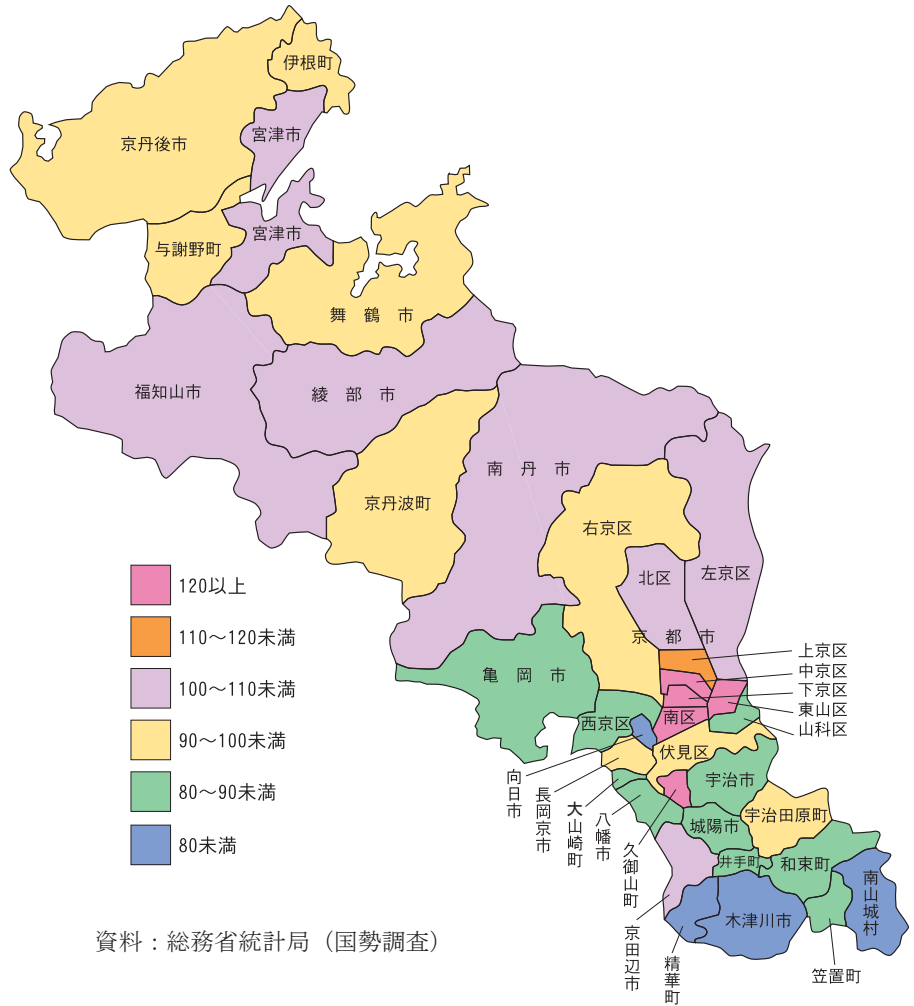 伊根町
京丹後市
宮津市
与謝野町
宮津市
舞鶴市
福知山市
綾部市
南丹市
京丹波町
右京区
北区
左京区
京都市
120以上
110～120未満
100～110未満
90～100未満
80～90未満
80未満
上京区
中京区
下京区
東山区
山科区
亀岡市
西京区
南区
伏見区
向日市
長岡京市
大山崎町
八幡市
久御山町
宇治市
宇治田原町
城陽市
井手町
和束町
南山城村
木津川市
京田辺市
精華町
笠置町
資料：総務省統計局（国勢調査）